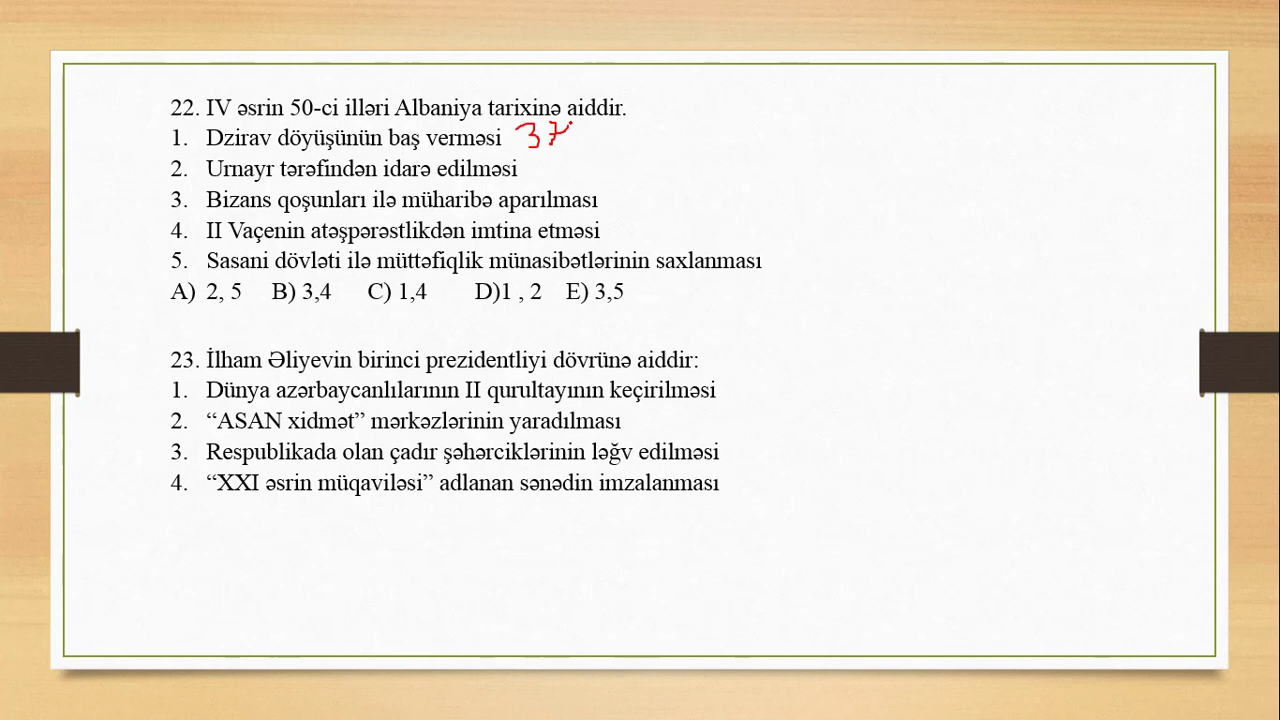 22. IV əsrin 50-ci illəri Albaniya tarixinə aiddir.
1. Dzirav döyüşünün baş verməsi 37
2. Urnayr tərəfindən idarə edilməsi
3. Bizans qoşunları ilə müharibə aparılması
4. II Vaçenin atəşpərəstlikdən imtina etməsi
5. Sasani dövləti ilə müttəfiqlik münasibətlərinin saxlanması
A) 2, 5 B) 3,4 C) 1,4 D)1 , 2 E) 3,5
23. İlham Əliyevin birinci prezidentliyi dövrünə aiddir:
1. Dünya azərbaycanlılarının II qurultayının keçirilməsi
2. “ASAN xidmət” mərkəzlərinin yaradılması
3. Respublikada olan çadır şəhərciklərinin ləğv edilməsi
4. “XXI əsrin müqaviləsi” adlanan sənədin imzalanması